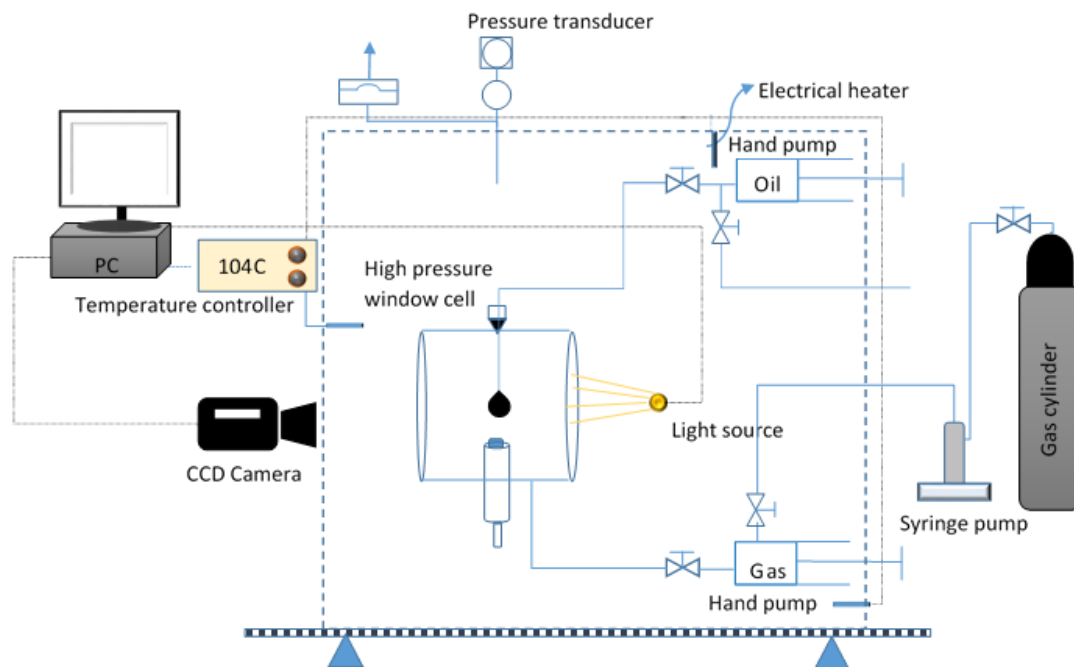 Pressure transducer
Electrical heater
Hand pump
Oil
PC
104C
Temperature controller
High pressure
window cell
Light source
CCD Camera
Gas cylinder
Syringe pump
Gas
Hand pump